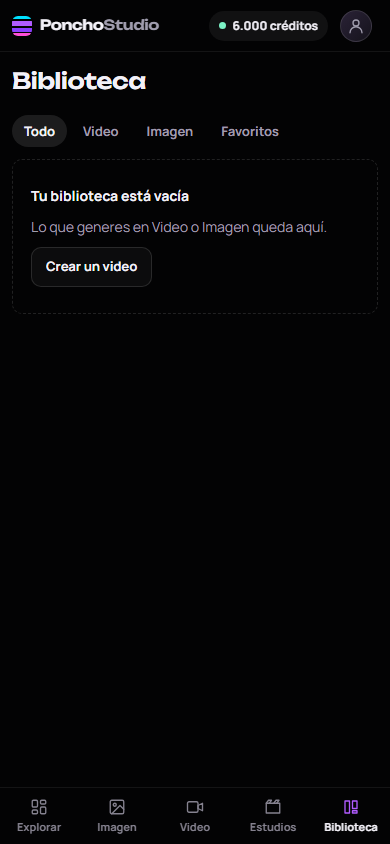 PonchoStudio
6.000 créditos
Biblioteca
Todo
Video
Imagen
Favoritos
Tu biblioteca está vacía
Lo que generes en Video o Imagen queda aquí.
Crear un video
Explorar
Imagen
Video
Estudios
Biblioteca